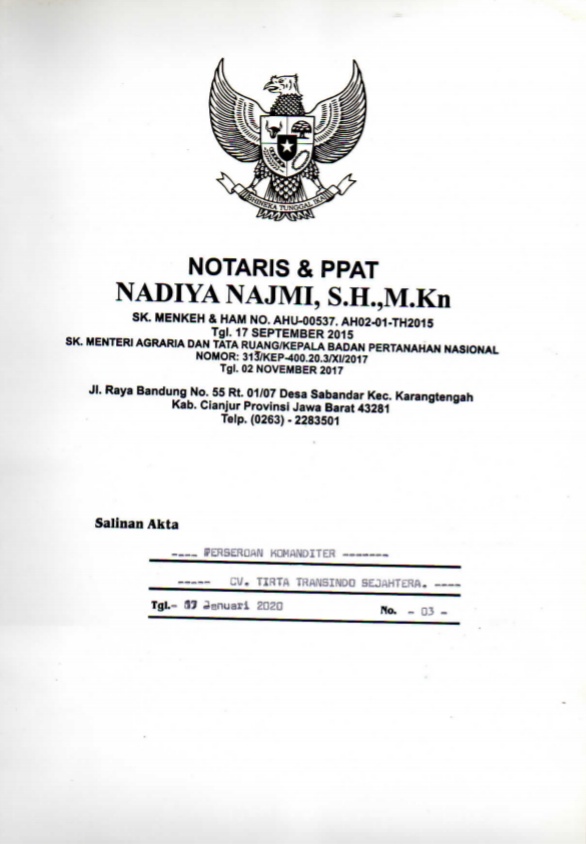 BHINEKA TUNGGAL IKA
NOTARIS & PPAT
NADIYA NAJMI, S.H.,M.Kn
SK. MENKEH & HAM NO. AHU-00537. AH02-01-TH2015
Tgl. 17 SEPTEMBER 2015
SK. MENTERI AGRARIA DAN TATA RUANG/KEPALA BADAN PERTANAHAN NASIONAL
NOMOR: 313/KEP-400.20.3/XI/2017
Tgl. 02 NOVEMBER 2017
Jl. Raya Bandung No. 55 Rt. 01/07 Desa Sabandar Kec. Karangtengah
Kab. Cianjur Provinsi Jawa Barat 43281
Telp. (0263) - 2283501
Salinan Akta
---- PERSEROAN KOMANDITER -------
----- CV. TIRTA TRANSINDO SEJAHTERA. ----
Tgl.- Januari 2020 No. - 03 -